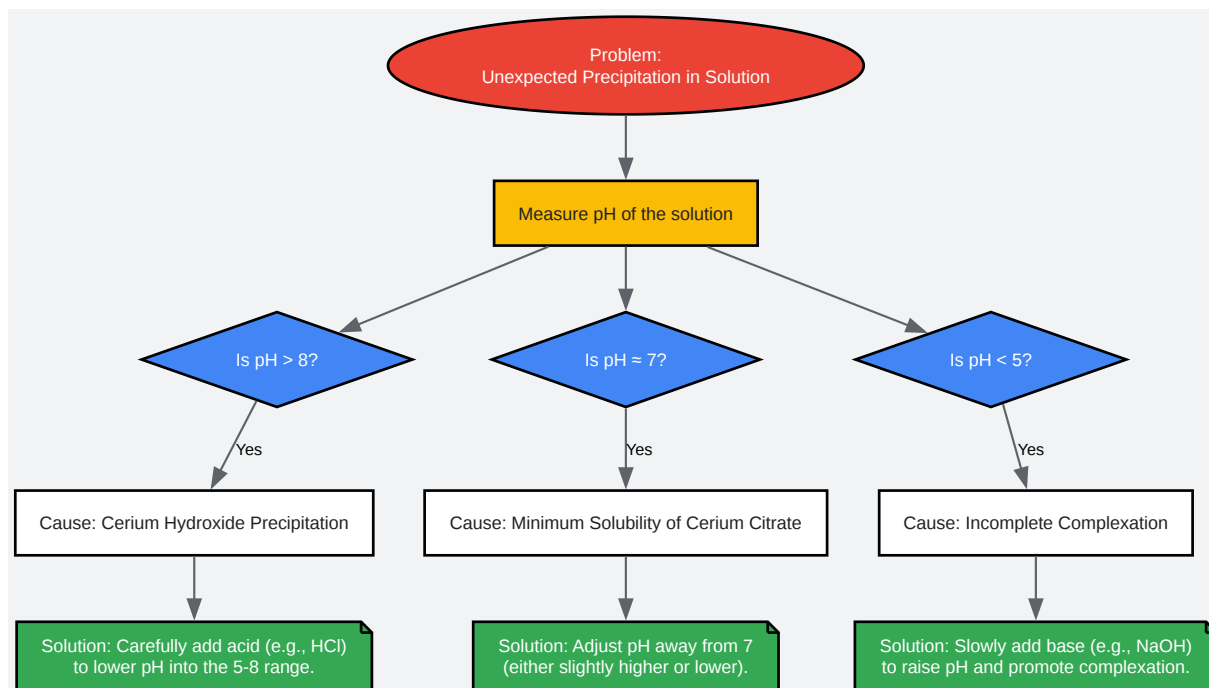 Problem:
Unexpected Precipitation in Solution
Measure pH of the solution
Is pH > 8?
Is pH ≈ 7?
Is pH < 5?
Yes
Yes
Yes
Cause: Cerium Hydroxide Precipitation
Cause: Minimum Solubility of Cerium Citrate
Cause: Incomplete Complexation
Solution: Carefully add acid (e.g., HCl)
to lower pH into the 5-8 range.
Solution: Adjust pH away from 7
(either slightly higher or lower).
Solution: Slowly add base (e.g., NaOH)
to raise pH and promote complexation.